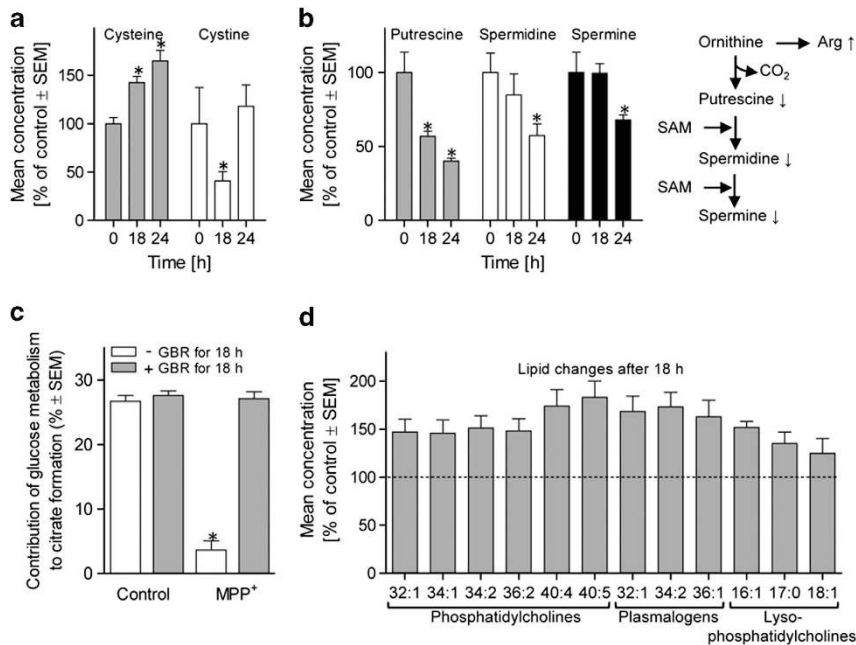 a
Cysteine Cystine
Mean concentration
[% of control ± SEM]
150
100
50
0
* * *
0 18 24 0 18 24
Time [h]
b
Putrescine Spermidine Spermine
Mean concentration
[% of control ± SEM]
100
50
0
* * * *
0 18 24 0 18 24 0 18 24
Time [h]
Ornithine Arg ↑
CO2
Putrescine ↓
SAM
Spermidine ↓
SAM
Spermine ↓
c
Contribution of glucose metabolism
to citrate formation (% ± SEM)
- GBR for 18 h
+ GBR for 18 h
30
20
10
0
*
Control MPP+
d
Lipid changes after 18 h
Mean concentration
[% of control ± SEM]
200
150
100
50
0
32:1 34:1 34:2 36:2 40:4 40:5 32:1 34:2 36:1 16:1 17:0 18:1
Phosphatidylcholines Plasmalogens Lyso-
phosphatidylcholines